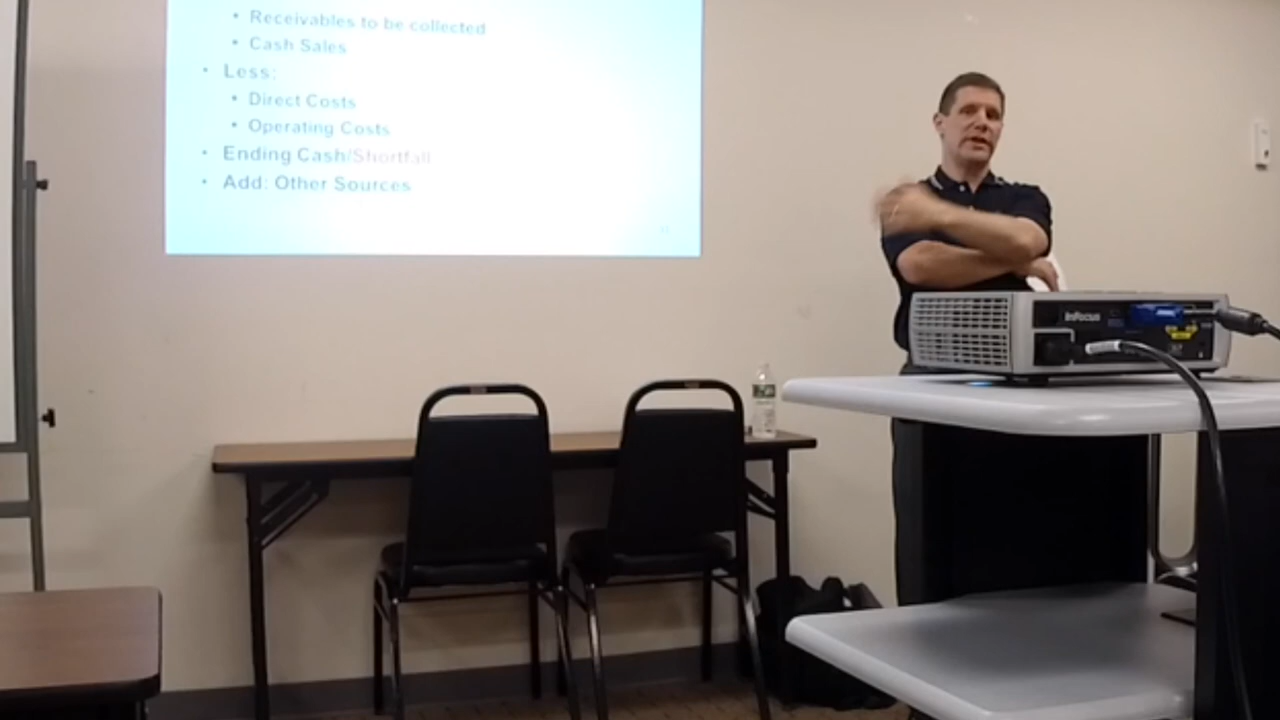 • Receivables to be collected
• Cash Sales
• Less:
• Direct Costs
• Operating Costs
• Ending Cash/Shortfall
• Add: Other Sources
InFocus